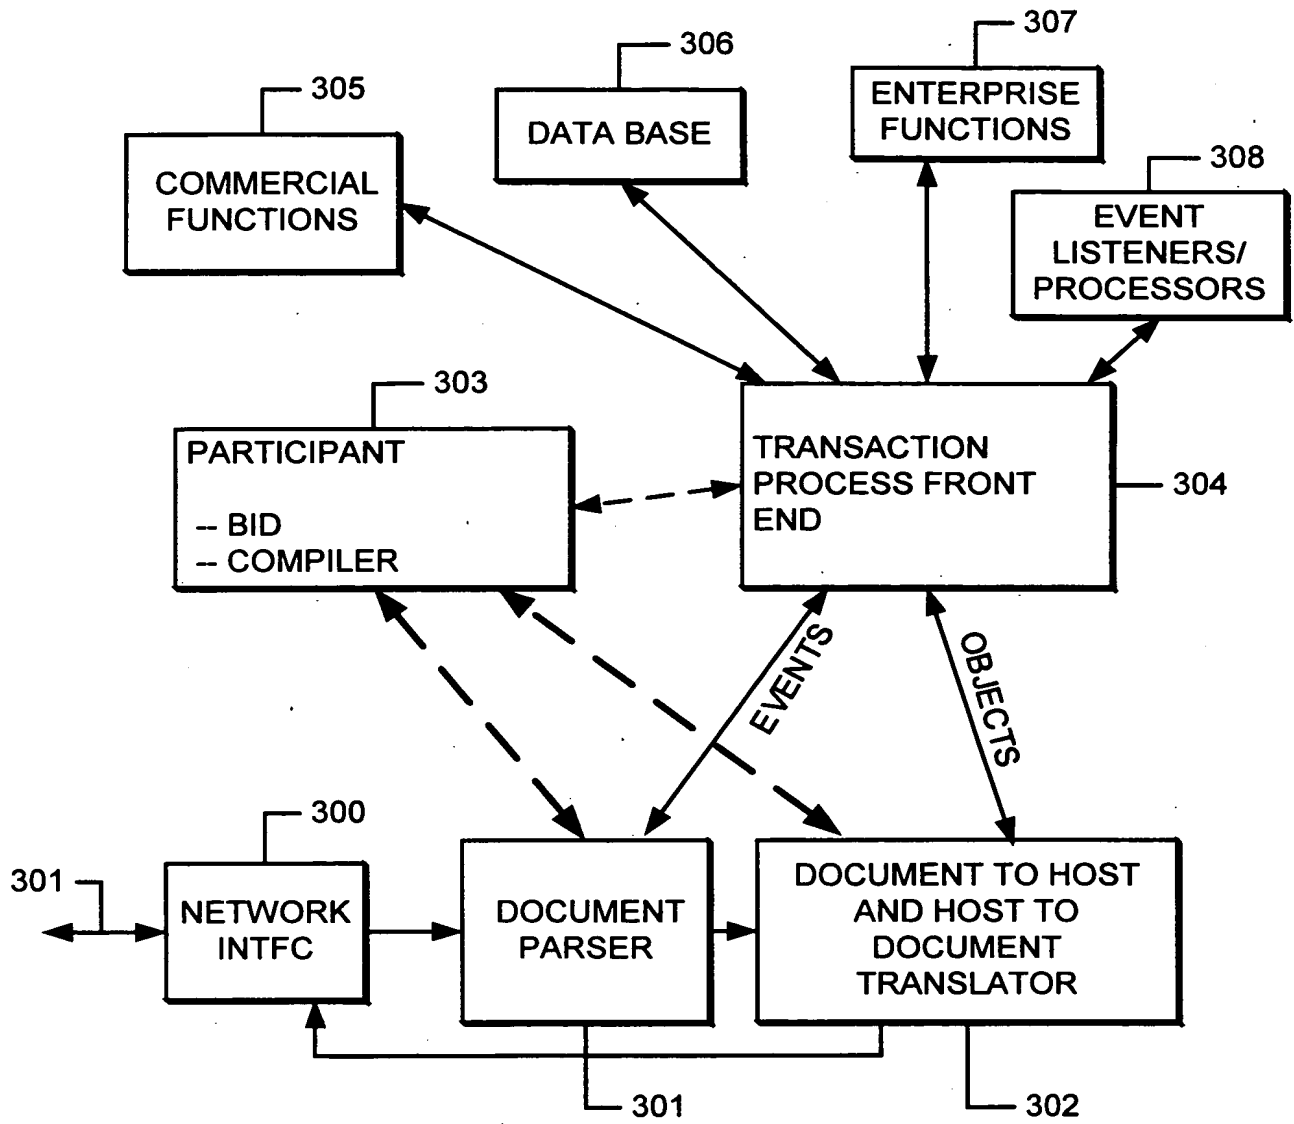 307
306
305
ENTERPRISE
FUNCTIONS
DATA BASE
308
COMMERCIAL
FUNCTIONS
EVENT
LISTENERS/
PROCESSORS
303
PARTICIPANT
-- BID
-- COMPILER
TRANSACTION
PROCESS FRONT
END
304
EVENTS
OBJECTS
300
301
NETWORK
INTFC
DOCUMENT
PARSER
DOCUMENT TO HOST
AND HOST TO
DOCUMENT
TRANSLATOR
301
302